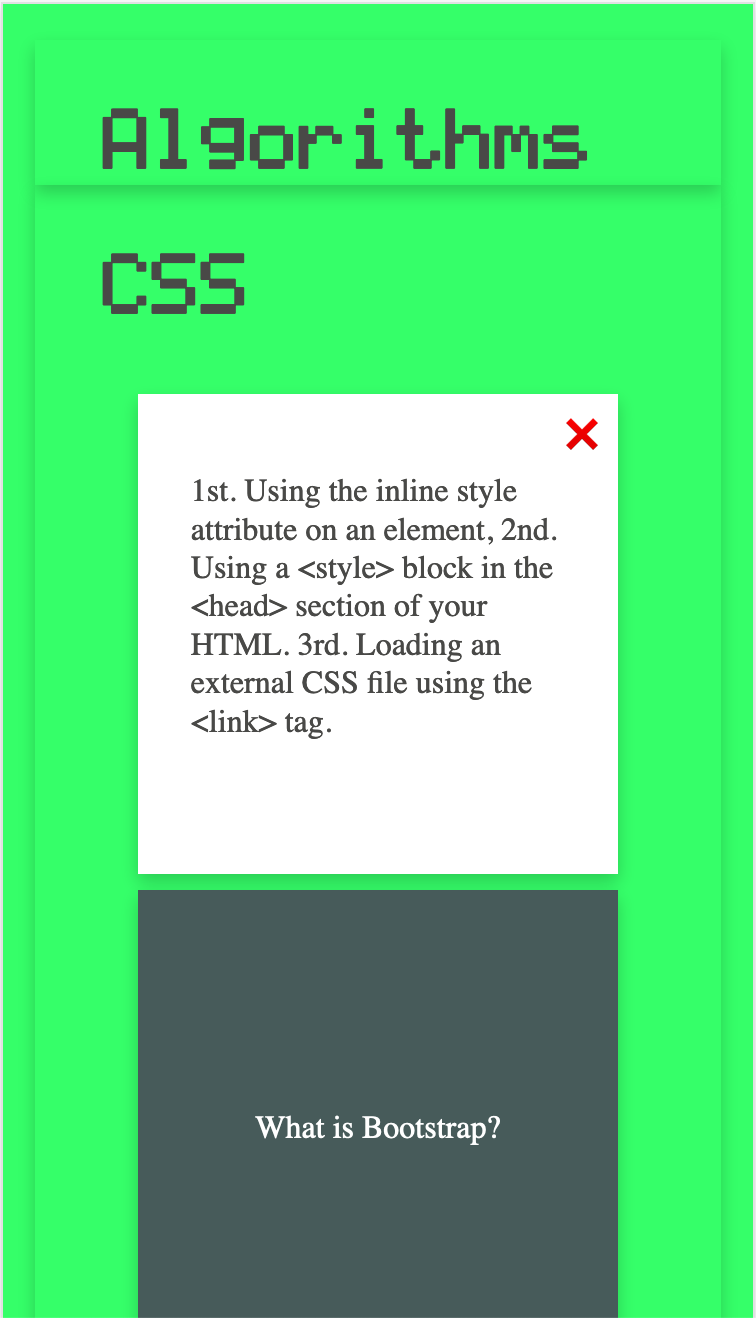 Algorithms
CSS
1st. Using the inline style
attribute on an element, 2nd.
Using a <style> block in the
<head> section of your
HTML. 3rd. Loading an
external CSS file using the
<link> tag.
What is Bootstrap?